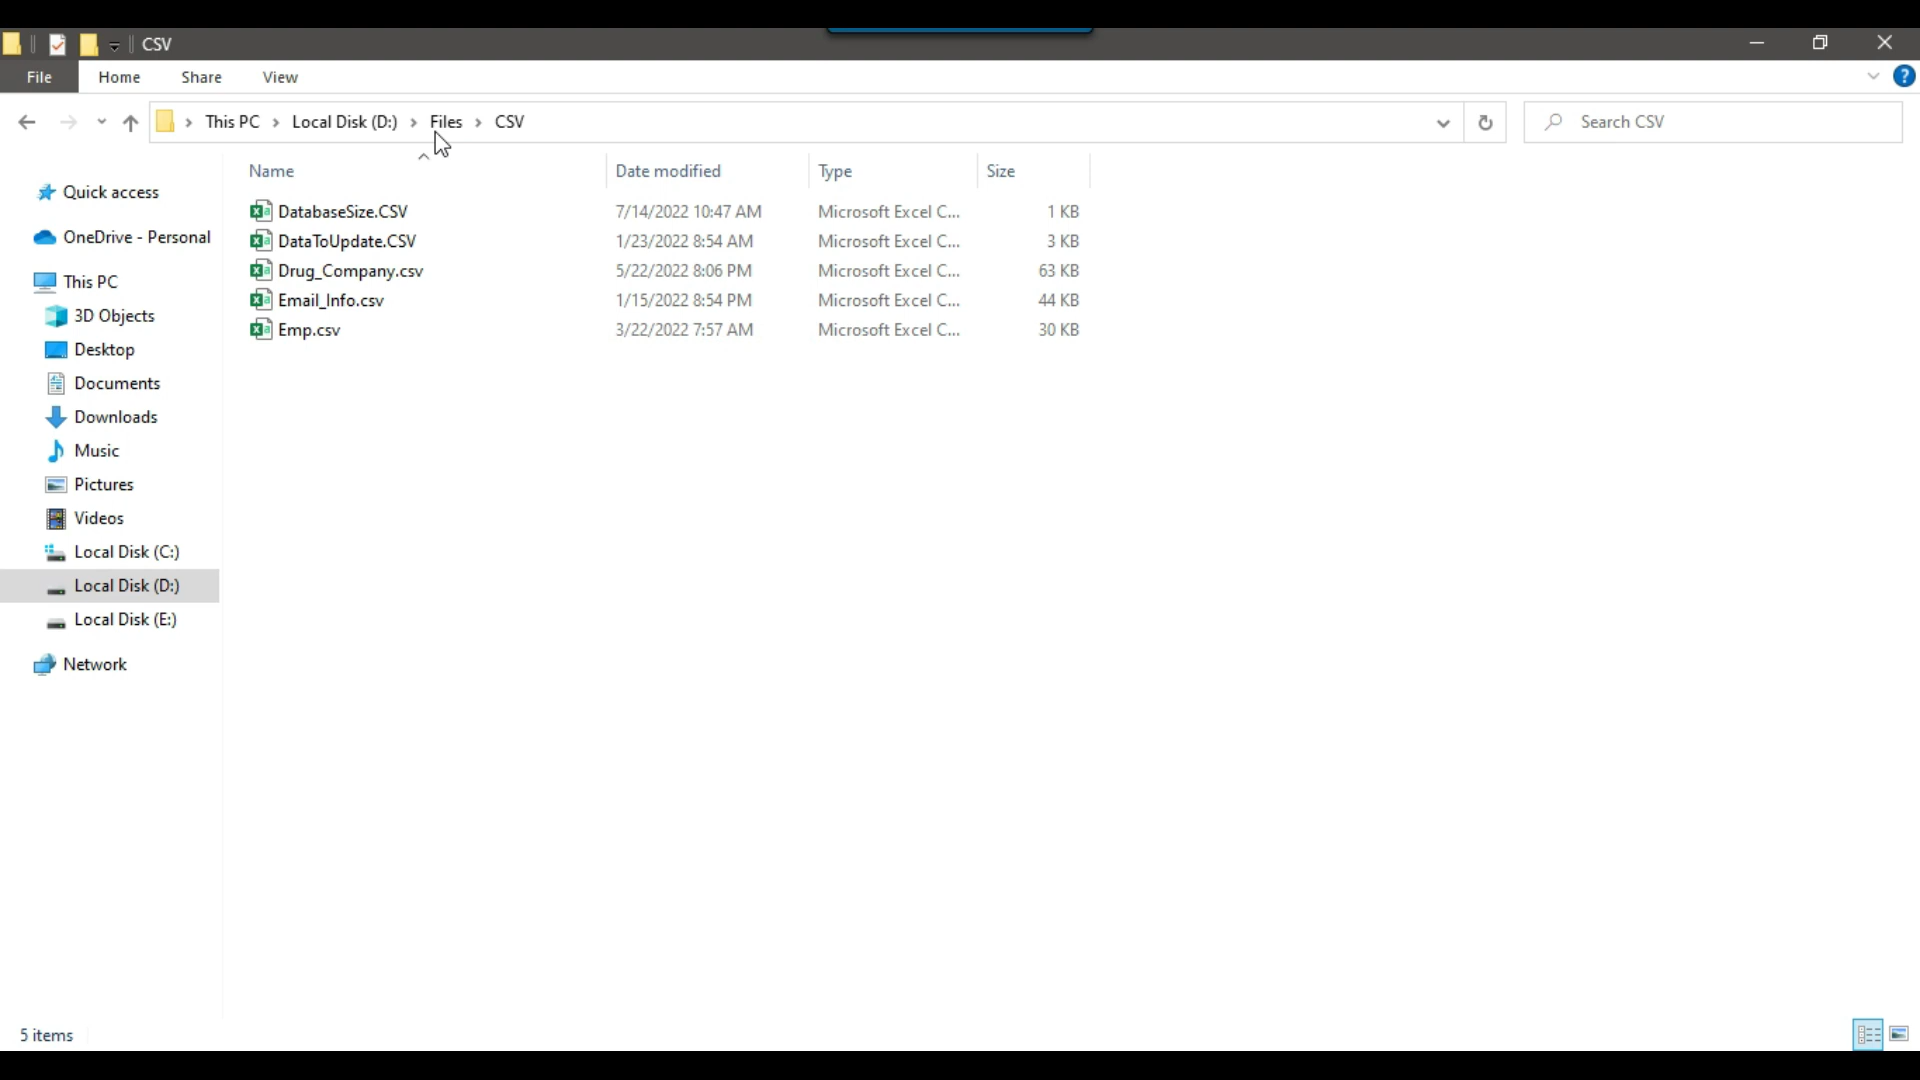 CSV
File Home Share View
This PC > Local Disk (D:) > Files > CSV
Search CSV
Name Date modified Type Size
DatabaseSize.CSV 7/14/2022 10:47 AM Microsoft Excel C... 1 KB
DataToUpdate.CSV 1/23/2022 8:54 AM Microsoft Excel C... 3 KB
Drug_Company.csv 5/22/2022 8:06 PM Microsoft Excel C... 63 KB
Email_Info.csv 1/15/2022 8:54 PM Microsoft Excel C... 44 KB
Emp.csv 3/22/2022 7:57 AM Microsoft Excel C... 30 KB
Quick access
OneDrive - Personal
This PC
3D Objects
Desktop
Documents
Downloads
Music
Pictures
Videos
Local Disk (C:)
Local Disk (D:)
Local Disk (E:)
Network
5 items